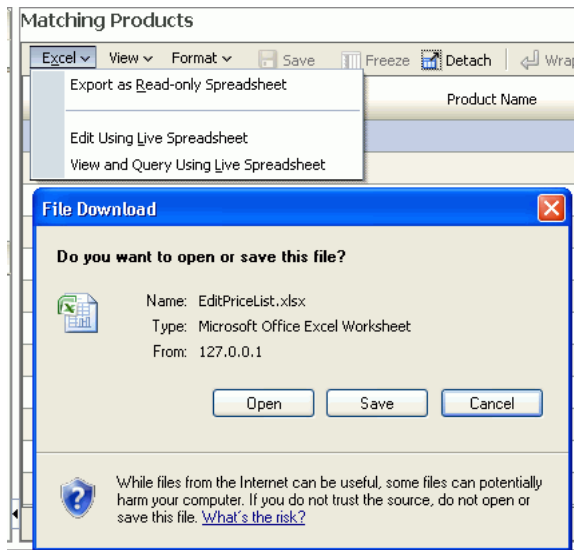 Matching Products
Excel View Format Save Freeze Detach Wrap
Export as Read-only Spreadsheet
Product Name
Edit Using Live Spreadsheet
View and Query Using Live Spreadsheet
File Download
Do you want to open or save this file?
Name: EditPriceList.xlsx
Type: Microsoft Office Excel Worksheet
From: 127.0.0.1
Open Save Cancel
While files from the Internet can be useful, some files can potentially
harm your computer. If you do not trust the source, do not open or
save this file. What's the risk?